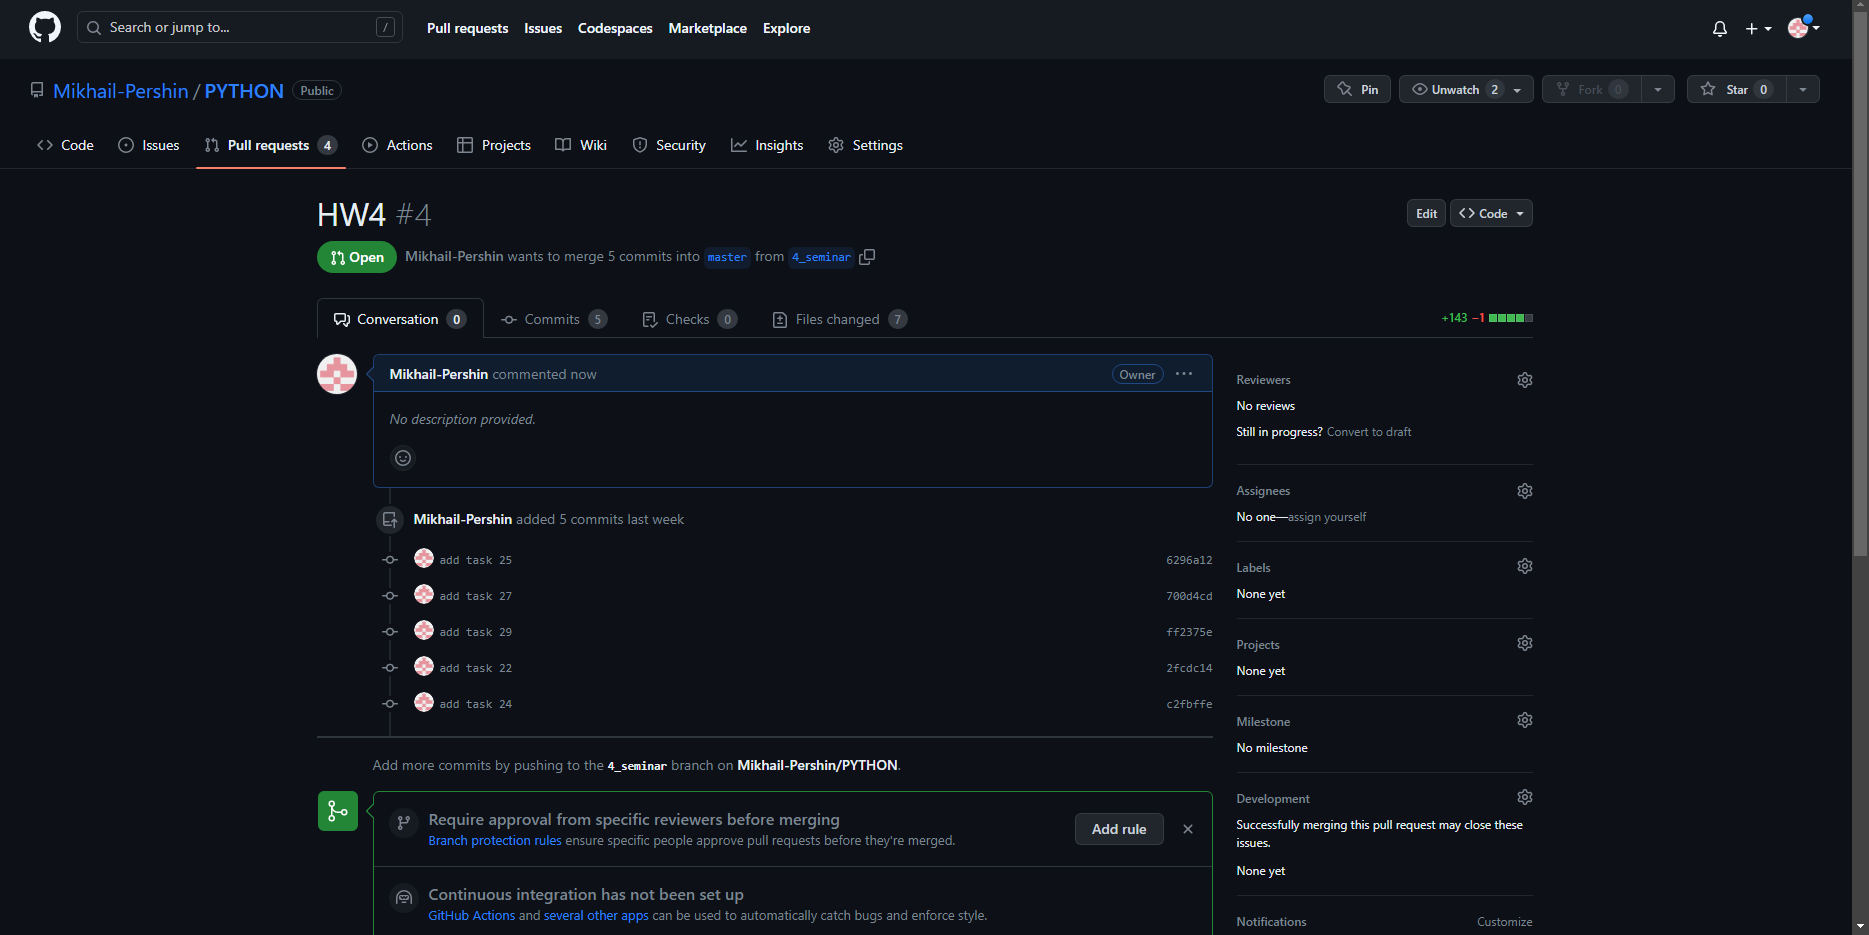 Search or jump to... /
Pull requests Issues Codespaces Marketplace Explore
Mikhail-Pershin / PYTHON Public
Pin Unwatch 2 Fork 0 Star 0
Code Issues Pull requests 4 Actions Projects Wiki Security Insights Settings
HW4 #4
Edit <> Code
Open Mikhail-Pershin wants to merge 5 commits into master from 4_seminar
Conversation 0 Commits 5 Checks 0 Files changed 7
+143 −1
Mikhail-Pershin commented now Owner ...
No description provided.
Mikhail-Pershin added 5 commits last week
add task 25 6296a12
add task 27 700d4cd
add task 29 ff2375e
add task 22 2fcdc14
add task 24 c2fbffe
Add more commits by pushing to the 4_seminar branch on Mikhail-Pershin/PYTHON.
Require approval from specific reviewers before merging
Branch protection rules ensure specific people approve pull requests before they're merged.
Add rule
Continuous integration has not been set up
GitHub Actions and several other apps can be used to automatically catch bugs and enforce style.
Reviewers
No reviews
Still in progress? Convert to draft
Assignees
No one—assign yourself
Labels
None yet
Projects
None yet
Milestone
No milestone
Development
Successfully merging this pull request may close these
issues.
None yet
Notifications Customize